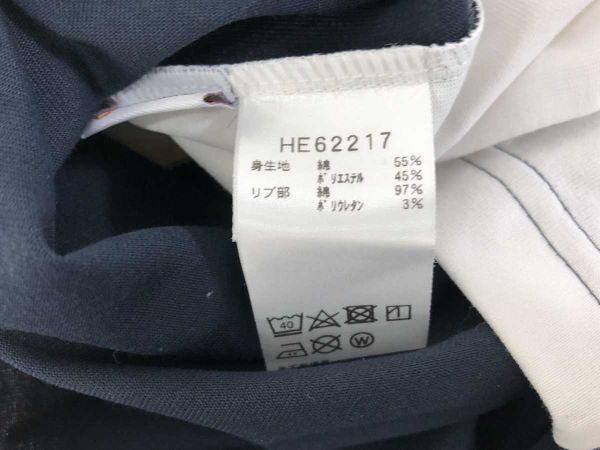 HE62217
身生地 綿 55%
ポリエステル 45%
リブ部 綿 97%
ポリウレタン 3%
40
W